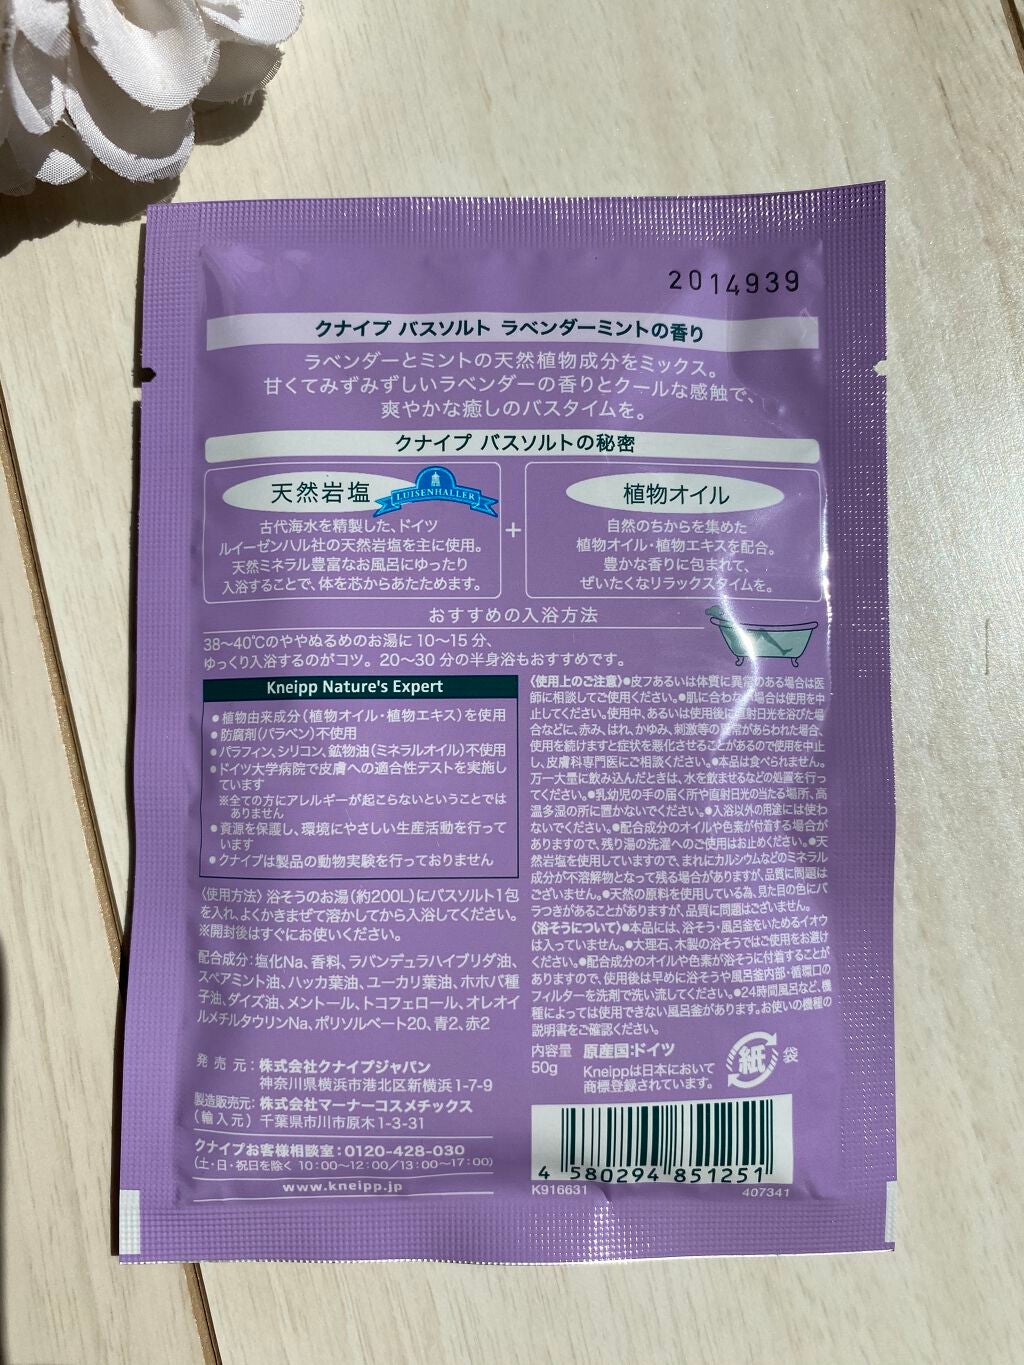 2014939
クナイプ バスソルト ラベンダーミントの香り
ラベンダーとミントの天然植物成分をミックス。
甘くてみずみずしいラベンダーの香りとクールな感触で、
爽やかな癒しのバスタイムを。
クナイプ バスソルトの秘密
天然岩塩
LUISENHALLER
古代海水を精製した、ドイツ
ルイーゼンハル社の天然岩塩を主に使用。
天然ミネラル豊富なお風呂にゆったり
入浴することで、体を芯からあたためます。
+
植物オイル
自然のちからを集めた
植物オイル・植物エキスを配合。
豊かな香りに包まれて、
ぜいたくなリラックスタイムを。
おすすめの入浴方法
38〜40℃のややぬるめのお湯に 10〜15 分、
ゆっくり入浴するのがコツ。20〜30 分の半身浴もおすすめです。
Kneipp Nature's Expert
●植物由来成分(植物オイル・植物エキス)を使用
●防腐剤(パラベン)不使用
●パラフィン、シリコン、鉱物油(ミネラルオイル)不使用
●ドイツ大学病院で皮膚への適合性テストを実施し
ています
※全ての方にアレルギーが起こらないということでは
ありません
●資源を保護し、環境にやさしい生産活動を行って
います
●クナイプは製品の動物実験を行っておりません
〈使用方法〉浴そうのお湯(約200L)にバスソルト1包
を入れ、よくかきまぜて溶かしてから入浴してください。
※開封後はすぐにお使いください。
配合成分:塩化Na、香料、ラバンデュラハイブリダ油、
スペアミント油、ハッカ葉油、ユーカリ葉油、ホホバ種
子油、ダイズ油、メントール、トコフェロール、オレオイ
ルメチルタウリンNa、ポリソルベート20、青2、赤2
発 売 元:株式会社クナイプジャパン
神奈川県横浜市港北区新横浜1-7-9
製造販売元:株式会社マーナーコスメチックス
(輸入元) 千葉県市川市原木1-3-31
クナイプお客様相談室:0120-428-030
(土・日・祝日を除く 10:00〜12:00/13:00〜17:00)
www.kneipp.jp
〈使用上のご注意〉●皮フあるいは体質に異常のある場合は医
師に相談してご使用ください。●肌に合わない場合は使用を中
止してください。使用中、あるいは使用後に直射日光を浴びた場
合などに、赤み、はれ、かゆみ、刺激等の異常があらわれた場合、
使用を続けますと症状を悪化させることがあるので使用を中止
し、皮膚科専門医にご相談ください。●本品は食べられません。
万一大量に飲み込んだときは、水を飲ませるなどの処置を行っ
てください。●乳幼児の手の届く所や直射日光の当たる場所、高
温多湿の所に置かないでください。●入浴以外の用途には使わ
ないでください。●配合成分のオイルや色素が付着する場合が
ありますので、残り湯の洗濯へのご使用はお止めください。●天
然岩塩を使用していますので、まれにカルシウムなどのミネラル
成分が不溶解物となって残る場合がありますが、品質に問題は
ございません。●天然の原料を使用している為、見た目の色にバ
ラつきがあることがありますが、品質に問題はございません。
〈浴そうについて〉●本品には、浴そう・風呂釜をいためるイオウ
は入っていません。●大理石、木製の浴そうではご使用をお避け
ください。●配合成分のオイルや色素が浴そうに付着することが
ありますので、使用後は早めに浴そうや風呂釜内部・循環口の
フィルターを洗剤で洗い流してください。●24時間風呂など、機
種によっては使用できない風呂釜があります。お使いの機種の
説明書をご確認ください。
内容量 原産国:ドイツ
50g Kneippは日本において
商標登録されています。
紙 袋
4 580294 851251
K916631 407341